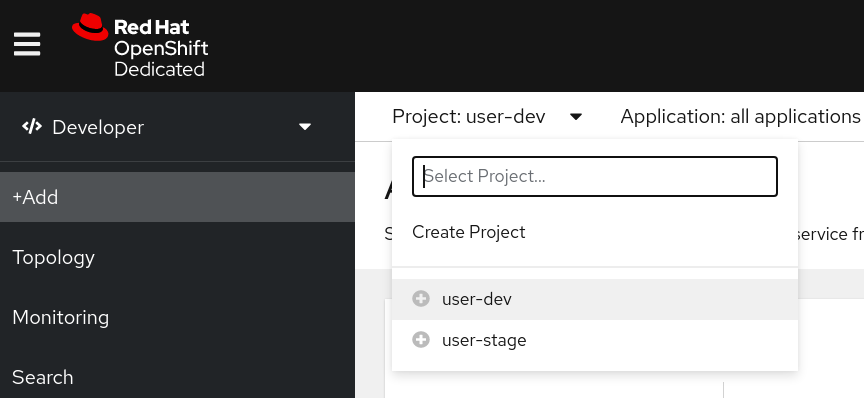 Red Hat
OpenShift
Dedicated
Developer
+Add
Topology
Monitoring
Search
Project: user-dev
Application: all applications
Select Project...
Create Project
user-dev
user-stage
service